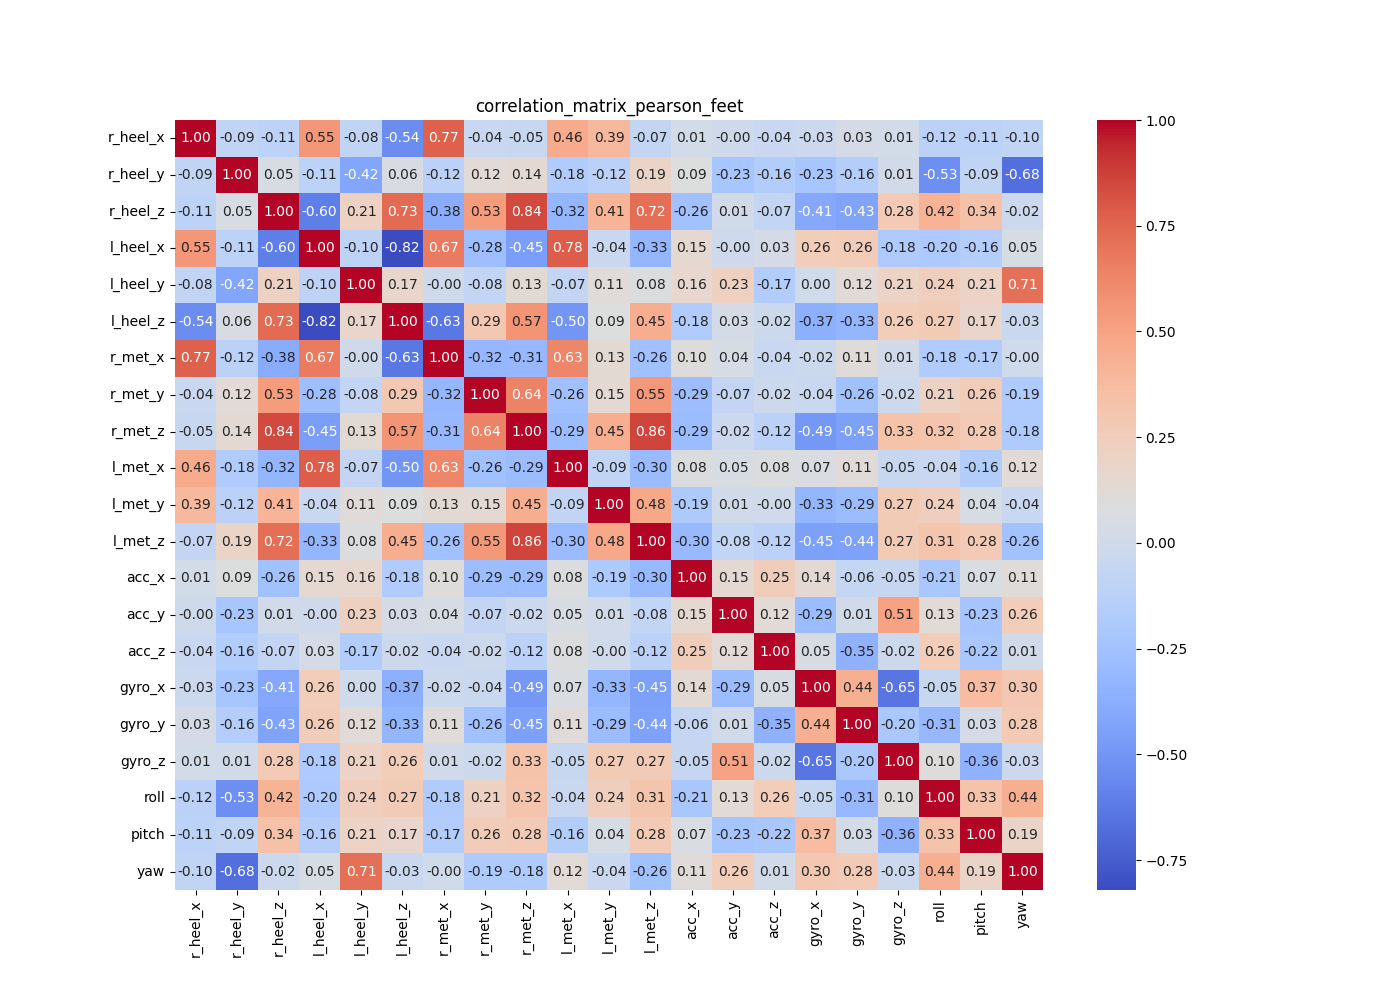 correlation_matrix_pearson_feet
r_heel_x 1.00 -0.09 -0.11 0.55 -0.08 -0.54 0.77 -0.04 -0.05 0.46 0.39 -0.07 0.01 -0.00 -0.04 -0.03 0.03 0.01 -0.12 -0.11 -0.10
r_heel_y -0.09 1.00 0.05 -0.11 -0.42 0.06 -0.12 0.12 0.14 -0.18 -0.12 0.19 0.09 -0.23 -0.16 -0.23 -0.16 0.01 -0.53 -0.09 -0.68
r_heel_z -0.11 0.05 1.00 -0.60 0.21 0.73 -0.38 0.53 0.84 -0.32 0.41 0.72 -0.26 0.01 -0.07 -0.41 -0.43 0.28 0.42 0.34 -0.02
l_heel_x 0.55 -0.11 -0.60 1.00 -0.10 -0.82 0.67 -0.28 -0.45 0.78 -0.04 -0.33 0.15 -0.00 0.03 0.26 0.26 -0.18 -0.20 -0.16 0.05
l_heel_y -0.08 -0.42 0.21 -0.10 1.00 0.17 -0.00 -0.08 0.13 -0.07 0.11 0.08 0.16 0.23 -0.17 0.00 0.12 0.21 0.24 0.21 0.71
l_heel_z -0.54 0.06 0.73 -0.82 0.17 1.00 -0.63 0.29 0.57 -0.50 0.09 0.45 -0.18 0.03 -0.02 -0.37 -0.33 0.26 0.27 0.17 -0.03
r_met_x 0.77 -0.12 -0.38 0.67 -0.00 -0.63 1.00 -0.32 -0.31 0.63 0.13 -0.26 0.10 0.04 -0.04 -0.02 0.11 0.01 -0.18 -0.17 -0.00
r_met_y -0.04 0.12 0.53 -0.28 -0.08 0.29 -0.32 1.00 0.64 -0.26 0.15 0.55 -0.29 -0.07 -0.02 -0.04 -0.26 -0.02 0.21 0.26 -0.19
r_met_z -0.05 0.14 0.84 -0.45 0.13 0.57 -0.31 0.64 1.00 -0.29 0.45 0.86 -0.29 -0.02 -0.12 -0.49 -0.45 0.33 0.32 0.28 -0.18
l_met_x 0.46 -0.18 -0.32 0.78 -0.07 -0.50 0.63 -0.26 -0.29 1.00 -0.09 -0.30 0.08 0.05 0.08 0.07 0.11 -0.05 -0.04 -0.16 0.12
l_met_y 0.39 -0.12 0.41 -0.04 0.11 0.09 0.13 0.15 0.45 -0.09 1.00 0.48 -0.19 0.01 -0.00 -0.33 -0.29 0.27 0.24 0.04 -0.04
l_met_z -0.07 0.19 0.72 -0.33 0.08 0.45 -0.26 0.55 0.86 -0.30 0.48 1.00 -0.30 -0.08 -0.12 -0.45 -0.44 0.27 0.31 0.28 -0.26
acc_x 0.01 0.09 -0.26 0.15 0.16 -0.18 0.10 -0.29 -0.29 0.08 -0.19 -0.30 1.00 0.15 0.25 0.14 -0.06 -0.05 -0.21 0.07 0.11
acc_y -0.00 -0.23 0.01 -0.00 0.23 0.03 0.04 -0.07 -0.02 0.05 0.01 -0.08 0.15 1.00 0.12 -0.29 0.01 0.51 0.13 -0.23 0.26
acc_z -0.04 -0.16 -0.07 0.03 -0.17 -0.02 -0.04 -0.02 -0.12 0.08 -0.00 -0.12 0.25 0.12 1.00 0.05 -0.35 -0.02 0.26 -0.22 0.01
gyro_x -0.03 -0.23 -0.41 0.26 0.00 -0.37 -0.02 -0.04 -0.49 0.07 -0.33 -0.45 0.14 -0.29 0.05 1.00 0.44 -0.65 -0.05 0.37 0.30
gyro_y 0.03 -0.16 -0.43 0.26 0.12 -0.33 0.11 -0.26 -0.45 0.11 -0.29 -0.44 -0.06 0.01 -0.35 0.44 1.00 -0.20 -0.31 0.03 0.28
gyro_z 0.01 0.01 0.28 -0.18 0.21 0.26 0.01 -0.02 0.33 -0.05 0.27 0.27 -0.05 0.51 -0.02 -0.65 -0.20 1.00 0.10 -0.36 -0.03
roll -0.12 -0.53 0.42 -0.20 0.24 0.27 -0.18 0.21 0.32 -0.04 0.24 0.31 -0.21 0.13 0.26 -0.05 -0.31 0.10 1.00 0.33 0.44
pitch -0.11 -0.09 0.34 -0.16 0.21 0.17 -0.17 0.26 0.28 -0.16 0.04 0.28 0.07 -0.23 -0.22 0.37 0.03 -0.36 0.33 1.00 0.19
yaw -0.10 -0.68 -0.02 0.05 0.71 -0.03 -0.00 -0.19 -0.18 0.12 -0.04 -0.26 0.11 0.26 0.01 0.30 0.28 -0.03 0.44 0.19 1.00
r_heel_x r_heel_y r_heel_z l_heel_x l_heel_y l_heel_z r_met_x r_met_y r_met_z l_met_x l_met_y l_met_z acc_x acc_y acc_z gyro_x gyro_y gyro_z roll pitch yaw
1.00
0.75
0.50
0.25
0.00
−0.25
−0.50
−0.75